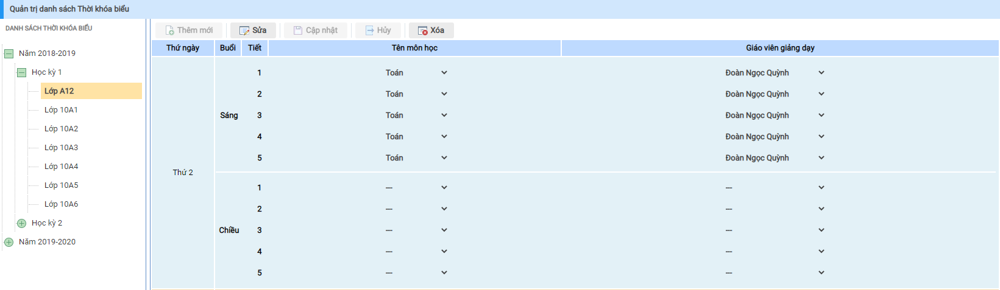 Quản trị danh sách Thời khóa biểu
DANH SÁCH THỜI KHÓA BIỂU
Năm 2018-2019
Học kỳ 1
Lớp A12
Lớp 10A1
Lớp 10A2
Lớp 10A3
Lớp 10A4
Lớp 10A5
Lớp 10A6
Học kỳ 2
Năm 2019-2020
Thêm mới Sửa Cập nhật Hủy Xóa
Thứ ngày Buổi Tiết Tên môn học Giáo viên giảng dạy
1 Toán Đoàn Ngọc Quỳnh
2 Toán Đoàn Ngọc Quỳnh
Sáng 3 Toán Đoàn Ngọc Quỳnh
4 Toán Đoàn Ngọc Quỳnh
5 Toán Đoàn Ngọc Quỳnh
Thứ 2
1 --- ---
2 --- ---
Chiều 3 --- ---
4 --- ---
5 --- ---